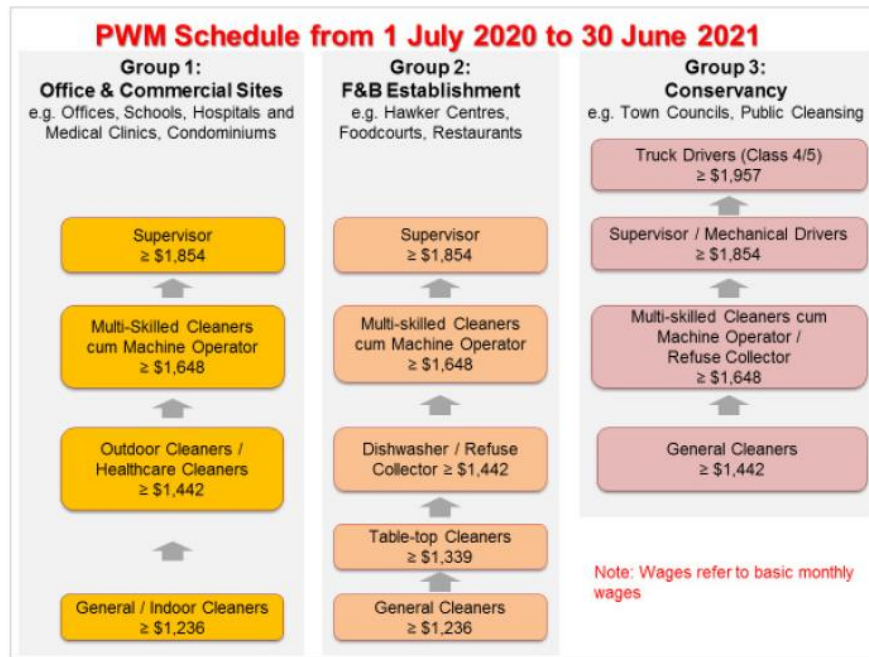 PWM Schedule from 1 July 2020 to 30 June 2021
Group 1:
Office & Commercial Sites
e.g. Offices, Schools, Hospitals and
Medical Clinics, Condominiums
Supervisor
≥ $1,854
Multi-Skilled Cleaners
cum Machine Operator
≥ $1,648
Outdoor Cleaners /
Healthcare Cleaners
≥ $1,442
General / Indoor Cleaners
≥ $1,236
Group 2:
F&B Establishment
e.g. Hawker Centres,
Foodcourts, Restaurants
Supervisor
≥ $1,854
Multi-skilled Cleaners
cum Machine Operator
≥ $1,648
Dishwasher / Refuse
Collector ≥ $1,442
Table-top Cleaners
≥ $1,339
General Cleaners
≥ $1,236
Group 3:
Conservancy
e.g. Town Councils, Public Cleansing
Truck Drivers (Class 4/5)
≥ $1,957
Supervisor / Mechanical Drivers
≥ $1,854
Multi-skilled Cleaners cum
Machine Operator /
Refuse Collector
≥ $1,648
General Cleaners
≥ $1,442
Note: Wages refer to basic monthly
wages